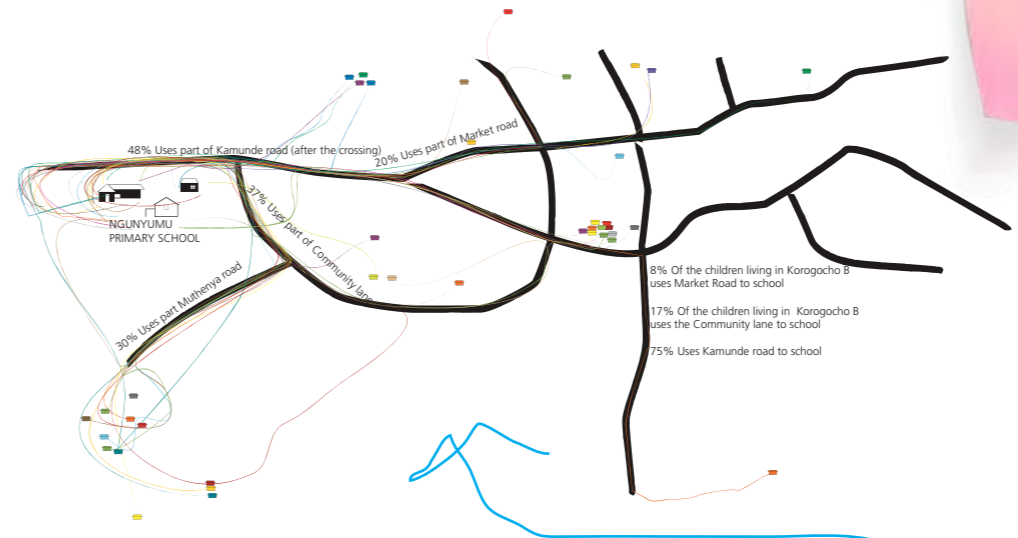 48% Uses part of Kamunde road (after the crossing)
20% Uses part of Market road
37% Uses part of Community lane
NGUNYUMU
PRIMARY SCHOOL
30% Uses part Muthenya road
8% Of the children living in Korogocho B
uses Market Road to school
17% Of the children living in Korogocho B
uses the Community lane to school
75% Uses Kamunde road to school